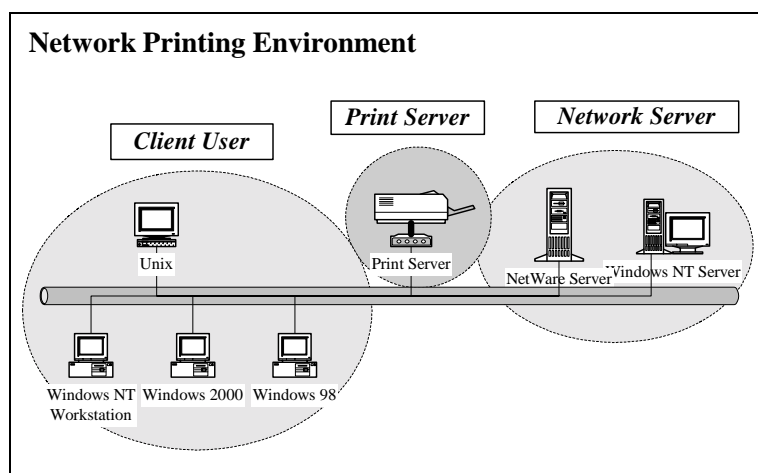 Network Printing Environment
Print Server
Network Server
Client User
Unix
Print Server
NetWare Server
Windows NT Server
Windows NT
Workstation
Windows 2000
Windows 98